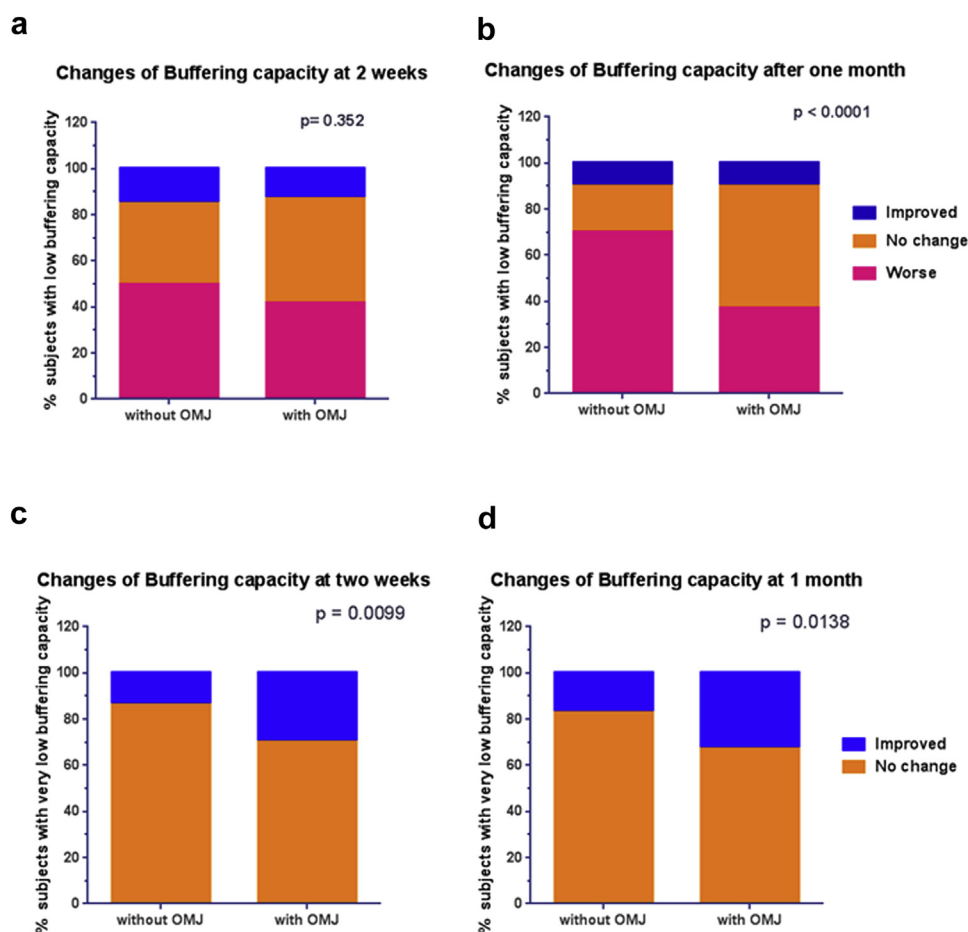 a
Changes of Buffering capacity at 2 weeks
p= 0.352
% subjects with low buffering capacity
120
100
80
60
40
20
0
without OMJ
with OMJ
b
Changes of Buffering capacity after one month
p < 0.0001
% subjects with low buffering capacity
120
100
80
60
40
20
0
without OMJ
with OMJ
Improved
No change
Worse
c
Changes of Buffering capacity at two weeks
p = 0.0099
% subjects with very low buffering capacity
120
100
80
60
40
20
0
without OMJ
with OMJ
d
Changes of Buffering capacity at 1 month
p = 0.0138
% subjects with very low buffering capacity
120
100
80
60
40
20
0
without OMJ
with OMJ
Improved
No change